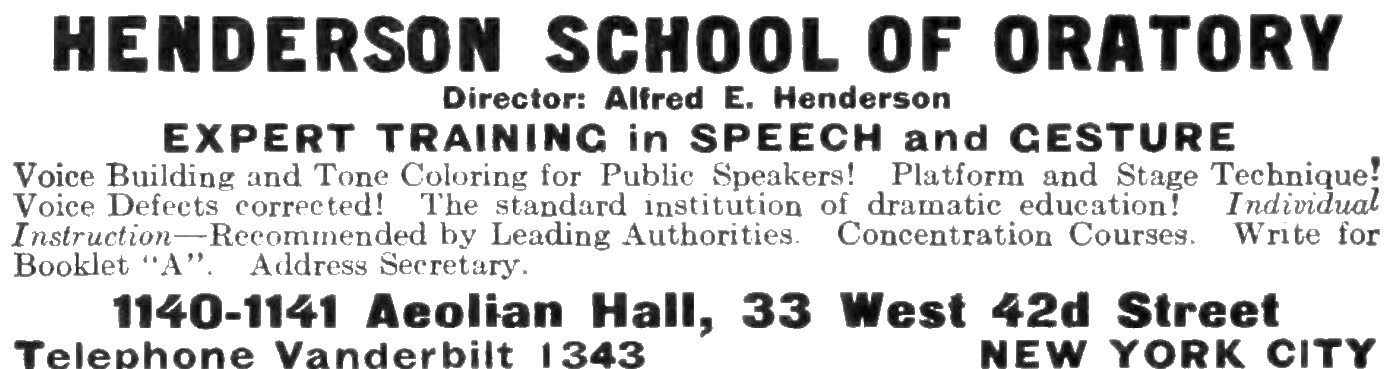 HENDERSON SCHOOL OF ORATORY
Director: Alfred E. Henderson
EXPERT TRAINING in SPEECH and GESTURE
Voice Building and Tone Coloring for Public Speakers! Platform and Stage Technique!
Voice Defects corrected! The standard institution of dramatic education! Individual
Instruction—Recommended by Leading Authorities. Concentration Courses. Write for
Booklet "A". Address Secretary.
1140-1141 Aeolian Hall, 33 West 42d Street
Telephone Vanderbilt 1343 NEW YORK CITY